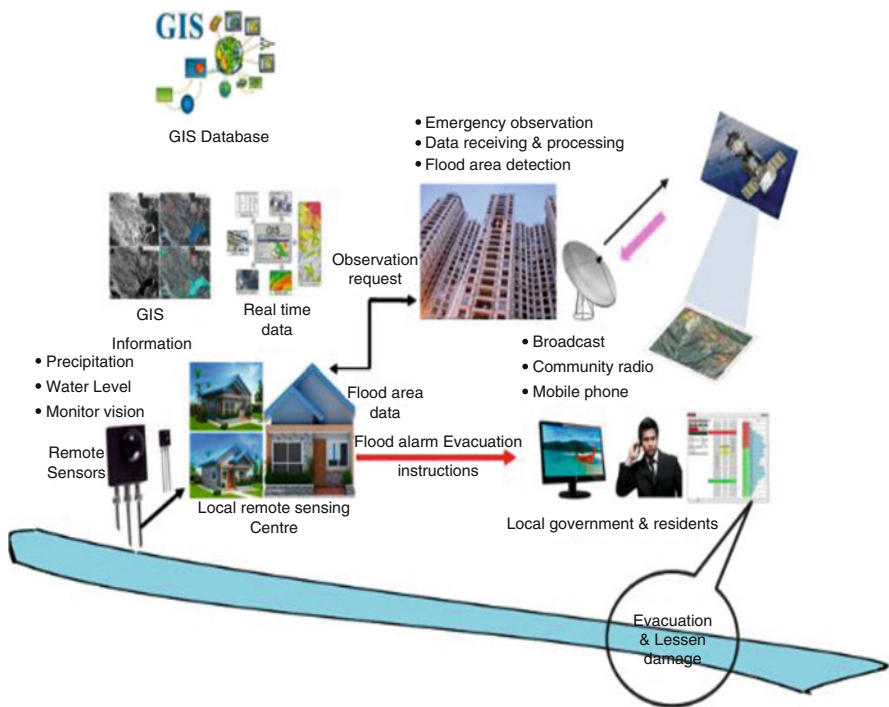 GIS
GIS Database
• Emergency observation
• Data receiving & processing
• Flood area detection
Observation
request
GIS
Information
Real time
data
GIS
• Precipitation
• Water Level
• Monitor vision
• Broadcast
• Community radio
• Mobile phone
Flood area
data
Remote
Sensors
Flood alarm Evacuation
instructions
Local remote sensing
Centre
Local government & residents
Evacuation
& Lessen
damage